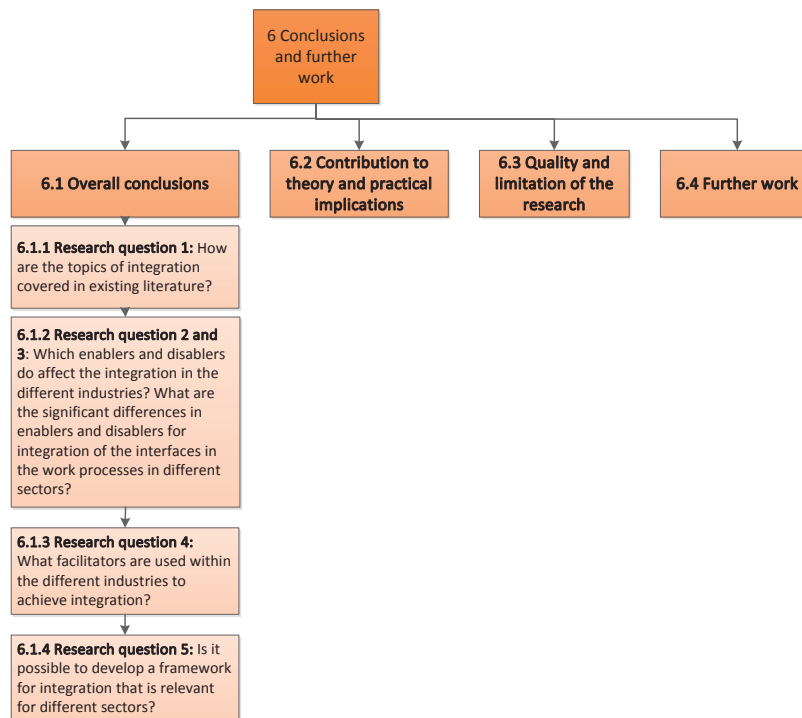 6 Conclusions
and further
work
6.1 Overall conclusions
6.2 Contribution to
theory and practical
implications
6.3 Quality and
limitation of the
research
6.4 Further work
6.1.1 Research question 1: How
are the topics of integration
covered in existing literature?
6.1.2 Research question 2 and
3: Which enablers and disablers
do affect the integration in the
different industries? What are
the significant differences in
enablers and disablers for
integration of the interfaces in
the work processes in different
sectors?
6.1.3 Research question 4:
What facilitators are used within
the different industries to
achieve integration?
6.1.4 Research question 5: Is it
possible to develop a framework
for integration that is relevant
for different sectors?